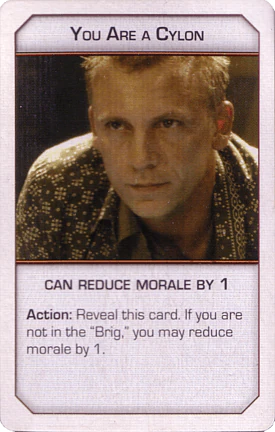 You Are a Cylon
CAN REDUCE MORALE BY 1
Action: Reveal this card. If you are
not in the "Brig," you may reduce
morale by 1.